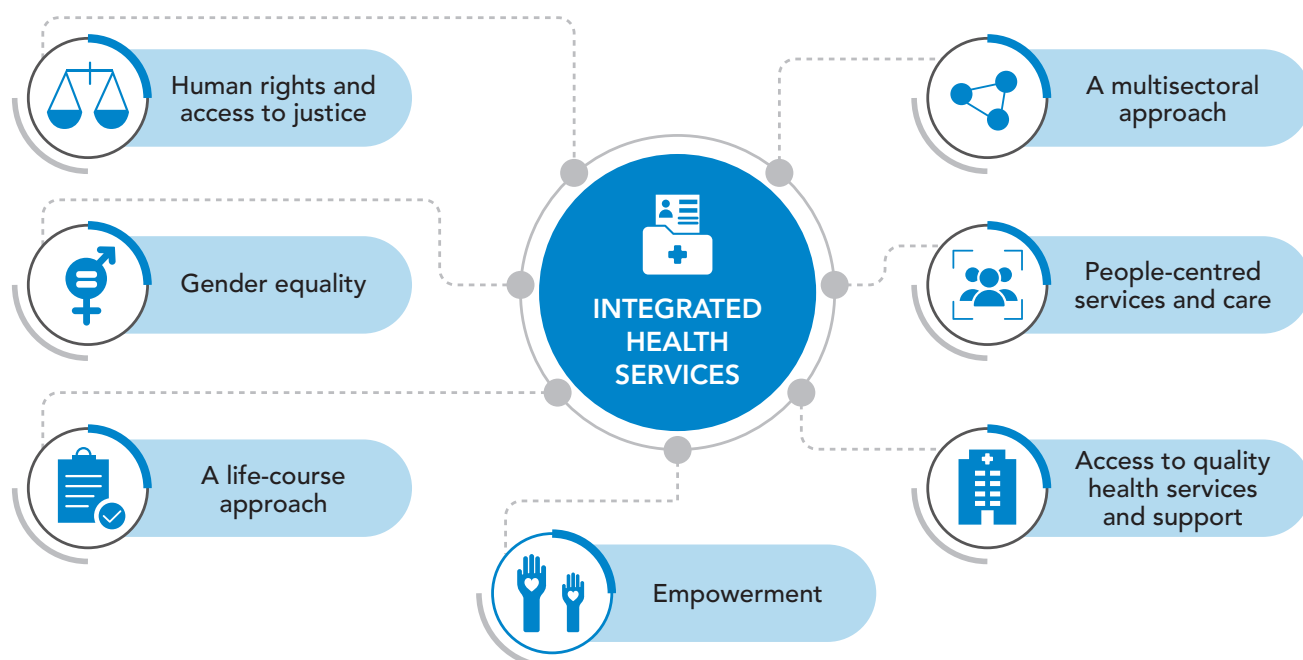 Human rights and
access to justice
A multisectoral
approach
Gender equality
INTEGRATED
HEALTH
SERVICES
People-centred
services and care
A life-course
approach
Access to quality
health services
and support
Empowerment